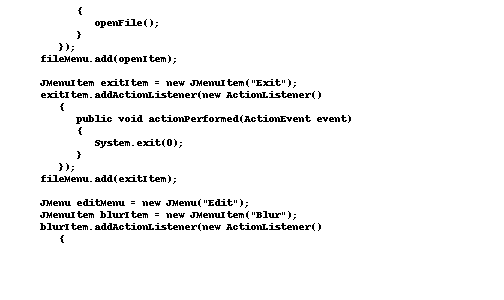 {
openFile();
}
});
fileMenu.add(openItem);
JMenuItem exitItem = new JMenuItem("Exit");
exitItem.addActionListener(new ActionListener()
{
public void actionPerformed(ActionEvent event)
{
System.exit(0);
}
});
fileMenu.add(exitItem);
JMenu editMenu = new JMenu("Edit");
JMenuItem blurItem = new JMenuItem("Blur");
blurItem.addActionListener(new ActionListener()
{